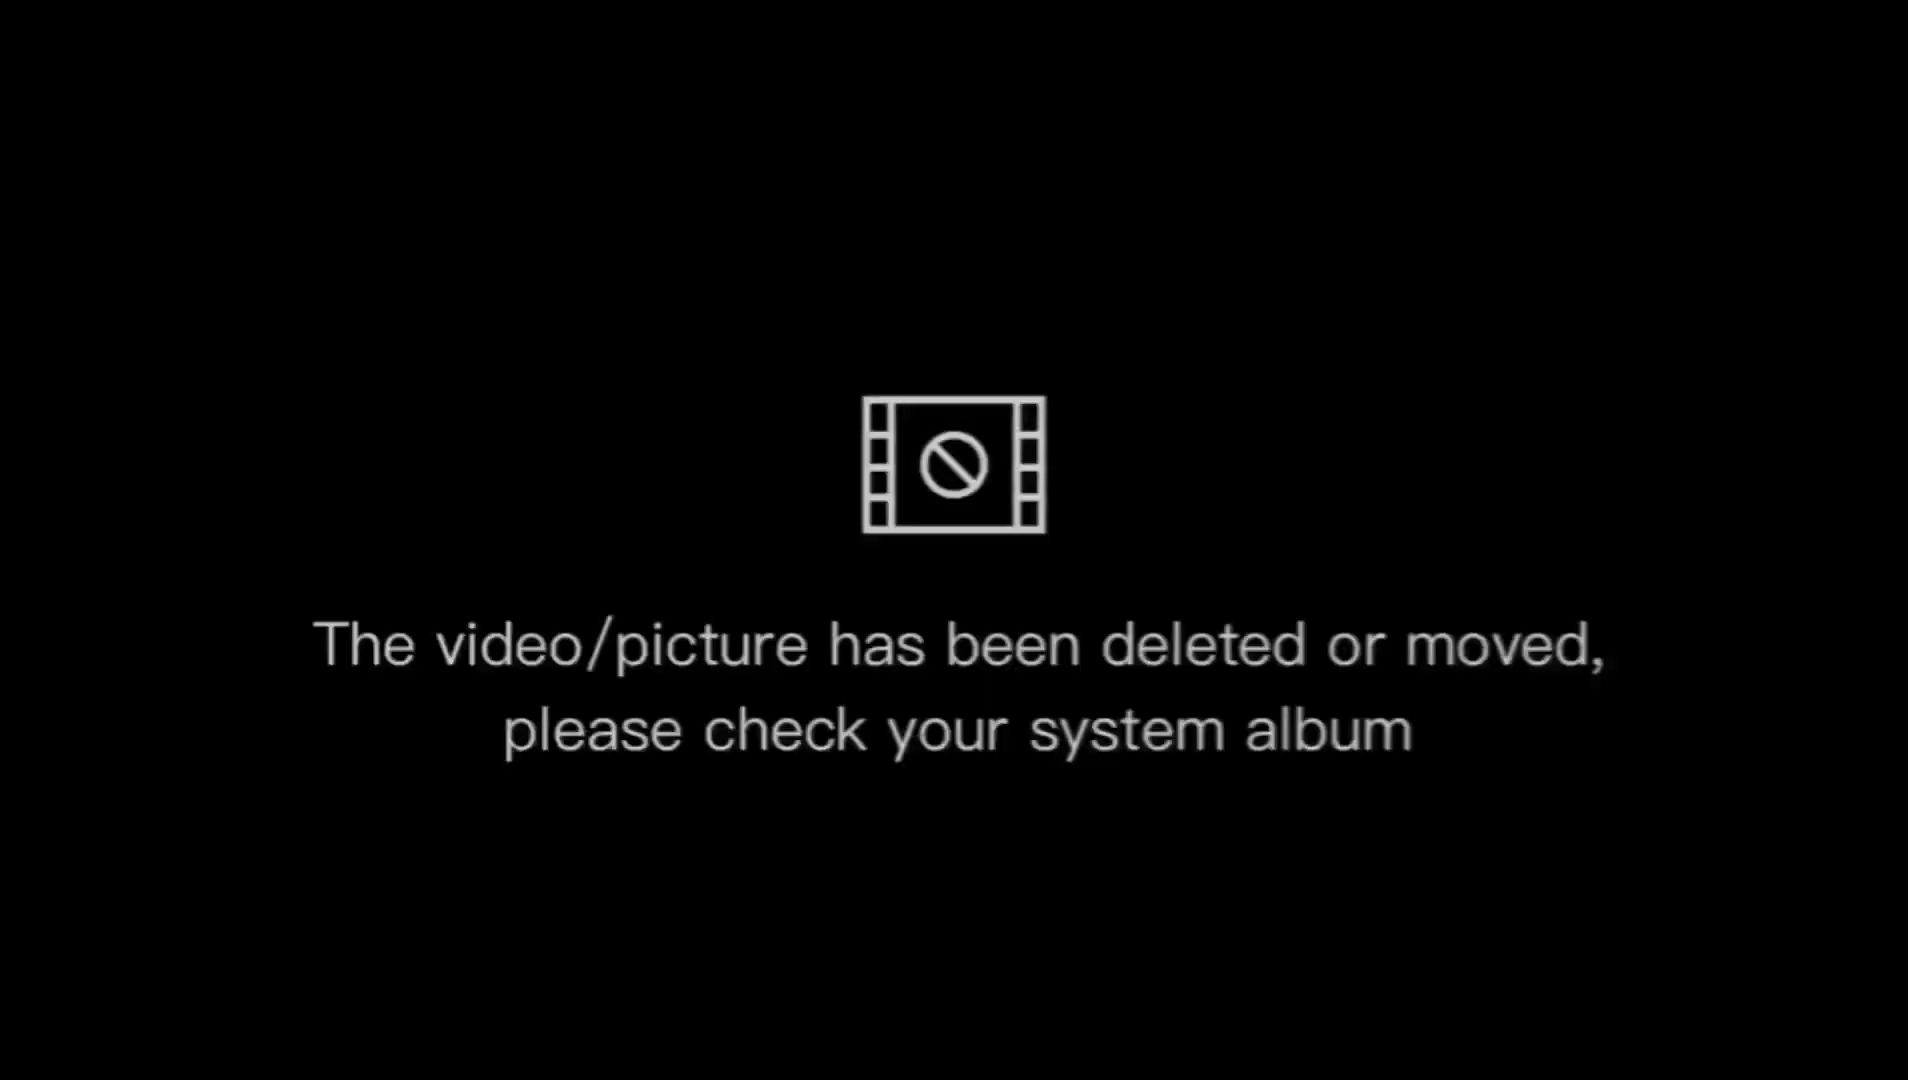 The video/picture has been deleted or moved,
please check your system album